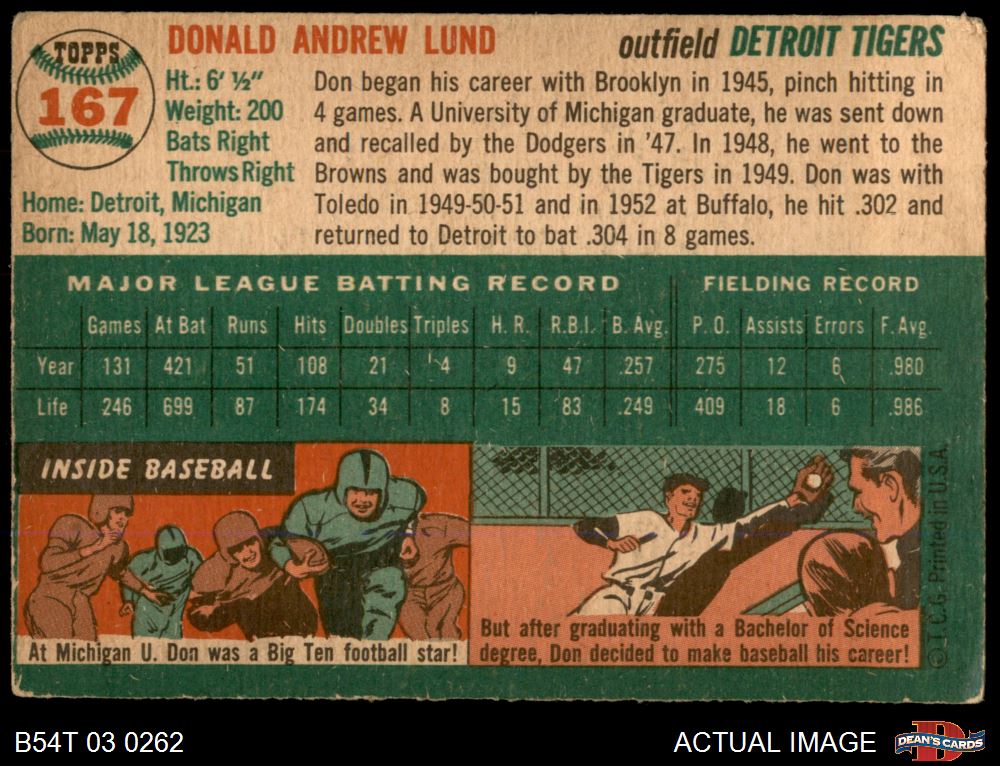 TOPPS
167
DONALD ANDREW LUND
outfield DETROIT TIGERS
Ht.: 6' ½"
Weight: 200
Bats Right
Throws Right
Home: Detroit, Michigan
Born: May 18, 1923
Don began his career with Brooklyn in 1945, pinch hitting in
4 games. A University of Michigan graduate, he was sent down
and recalled by the Dodgers in '47. In 1948, he went to the
Browns and was bought by the Tigers in 1949. Don was with
Toledo in 1949-50-51 and in 1952 at Buffalo, he hit .302 and
returned to Detroit to bat .304 in 8 games.
MAJOR LEAGUE BATTING RECORD FIELDING RECORD
Games At Bat Runs Hits Doubles Triples H. R. R.B.I. B. Avg. P. O. Assists Errors F. Avg.
Year 131 421 51 108 21 4 9 47 .257 275 12 6 .980
Life 246 699 87 174 34 8 15 83 .249 409 18 6 .986
INSIDE BASEBALL
At Michigan U. Don was a Big Ten football star!
But after graduating with a Bachelor of Science
degree, Don decided to make baseball his career!
© T.C.G. Printed in U.S.A.
B54T 03 0262
ACTUAL IMAGE
DEAN'S CARDS